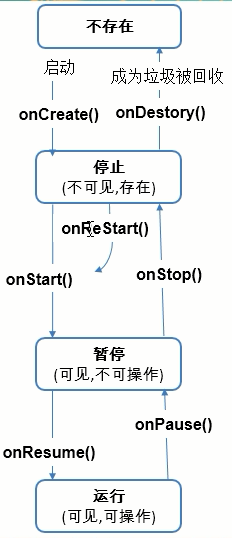 不存在
启动
成为垃圾被回收
onCreate()
onDestory()
停止
(不可见,存在)
onReStart()
onStart()
onStop()
暂停
(可见,不可操作)
onPause()
onResume()
运行
(可见,可操作)